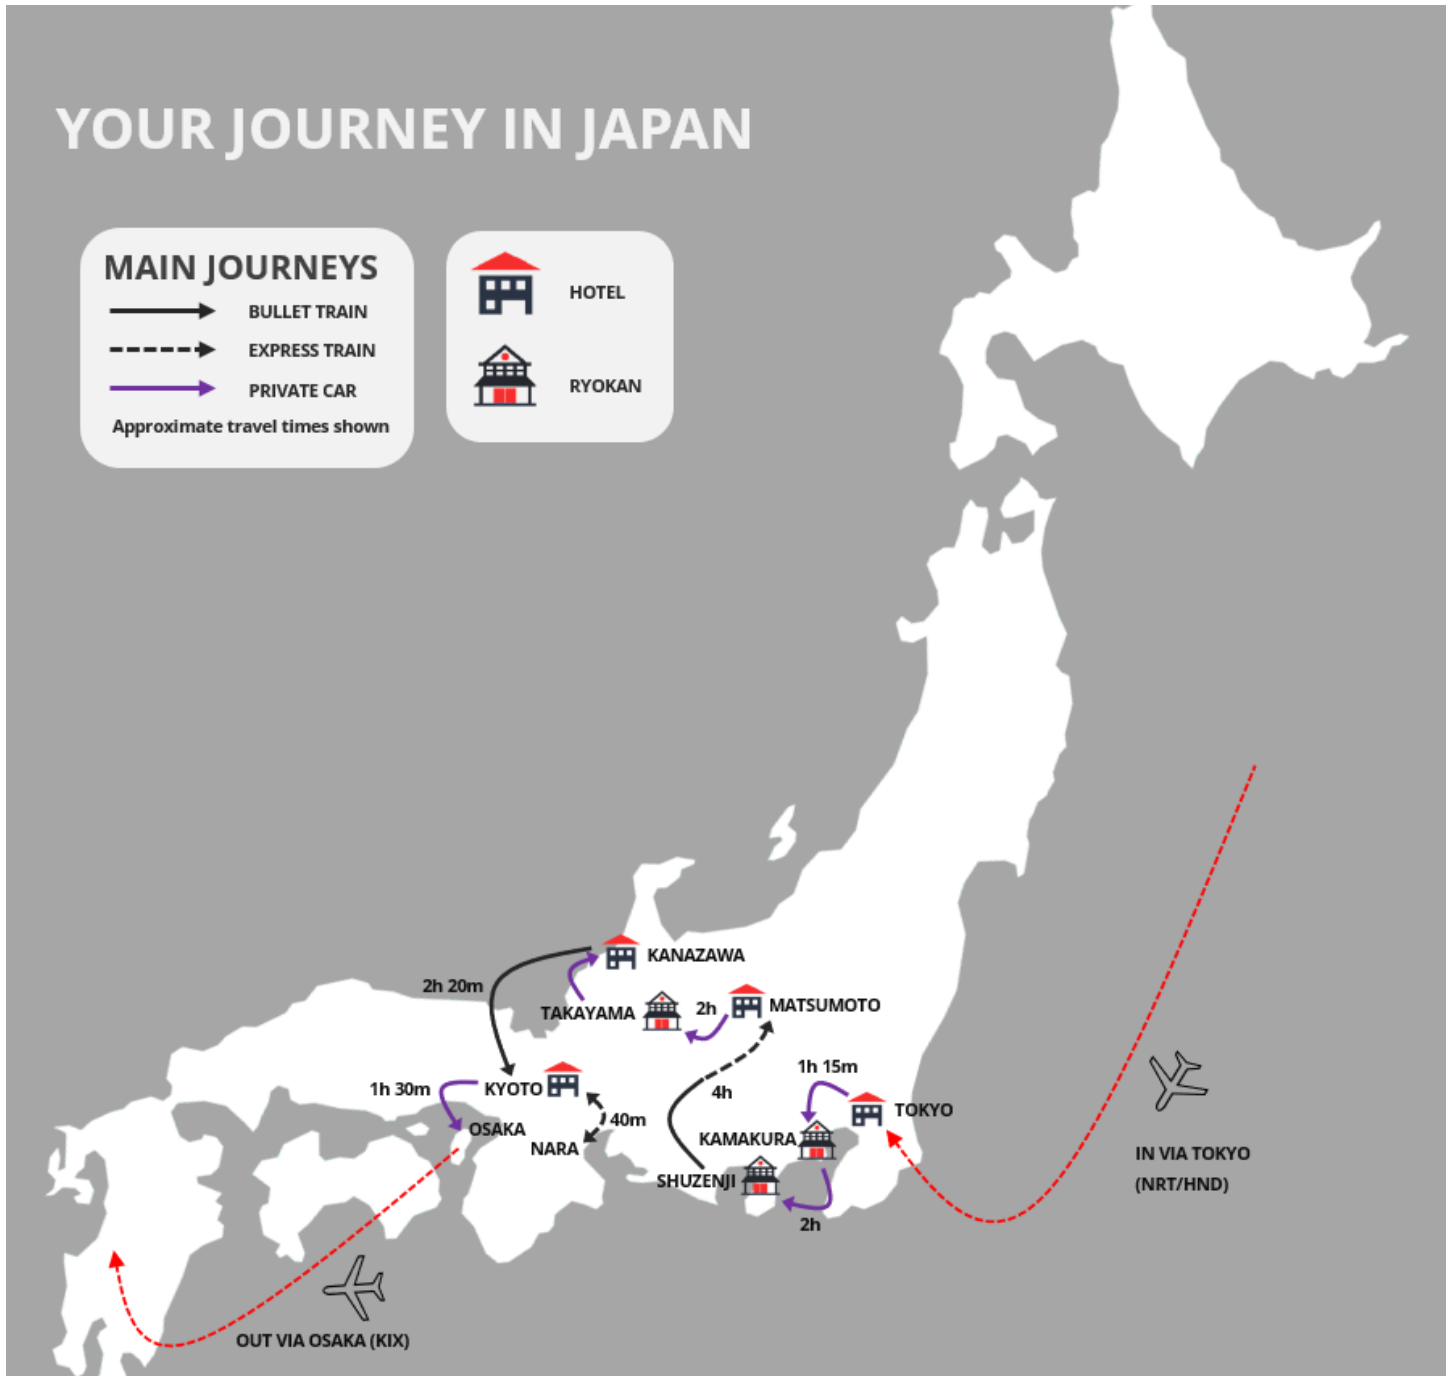 YOUR JOURNEY IN JAPAN
MAIN JOURNEYS
BULLET TRAIN
EXPRESS TRAIN
PRIVATE CAR
Approximate travel times shown
HOTEL
RYOKAN
KANAZAWA
2h 20m
TAKAYAMA
2h
MATSUMOTO
1h 15m
1h 30m
KYOTO
4h
TOKYO
40m
OSAKA
NARA
KAMAKURA
SHUZENJI
2h
IN VIA TOKYO
(NRT/HND)
OUT VIA OSAKA (KIX)